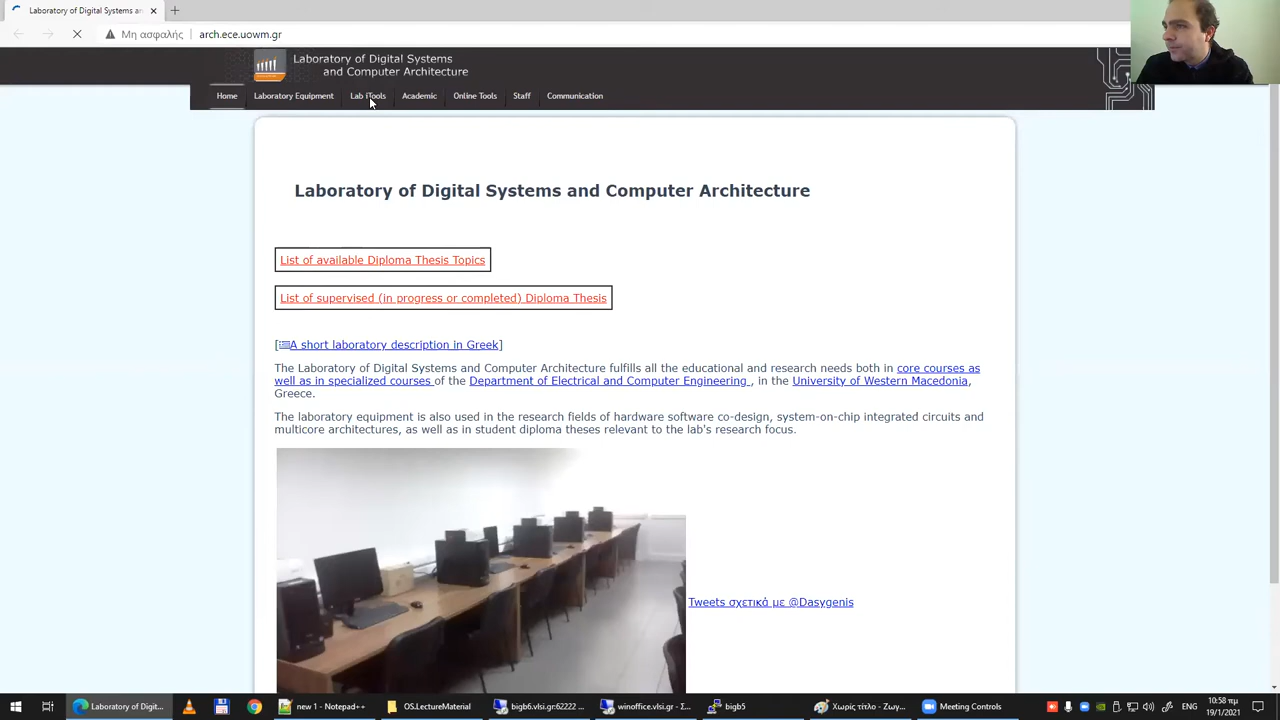 Laboratory of Digital Systems an
Μη ασφαλής
arch.ece.uowm.gr
Laboratory of Digital Systems
and Computer Architecture
Home
Laboratory Equipment
Lab iTools
Academic
Online Tools
Staff
Communication
Laboratory of Digital Systems and Computer Architecture
List of available Diploma Thesis Topics
List of supervised (in progress or completed) Diploma Thesis
[A short laboratory description in Greek]
The Laboratory of Digital Systems and Computer Architecture fulfills all the educational and research needs both in core courses as
well as in specialized courses of the Department of Electrical and Computer Engineering , in the University of Western Macedonia,
Greece.
The laboratory equipment is also used in the research fields of hardware software co-design, system-on-chip integrated circuits and
multicore architectures, as well as in student diploma theses relevant to the lab's research focus.
Tweets σχετικά με @Dasygenis
Laboratory of Digit...
new 1 - Notepad++
OS.LectureMaterial
bigb6.vlsi.gr:62222 ...
winoffice.vlsi.gr - Σ...
bigb5
Χωρίς τίτλο - Ζωγ...
Meeting Controls
ENG
10:58 πμ
19/1/2021